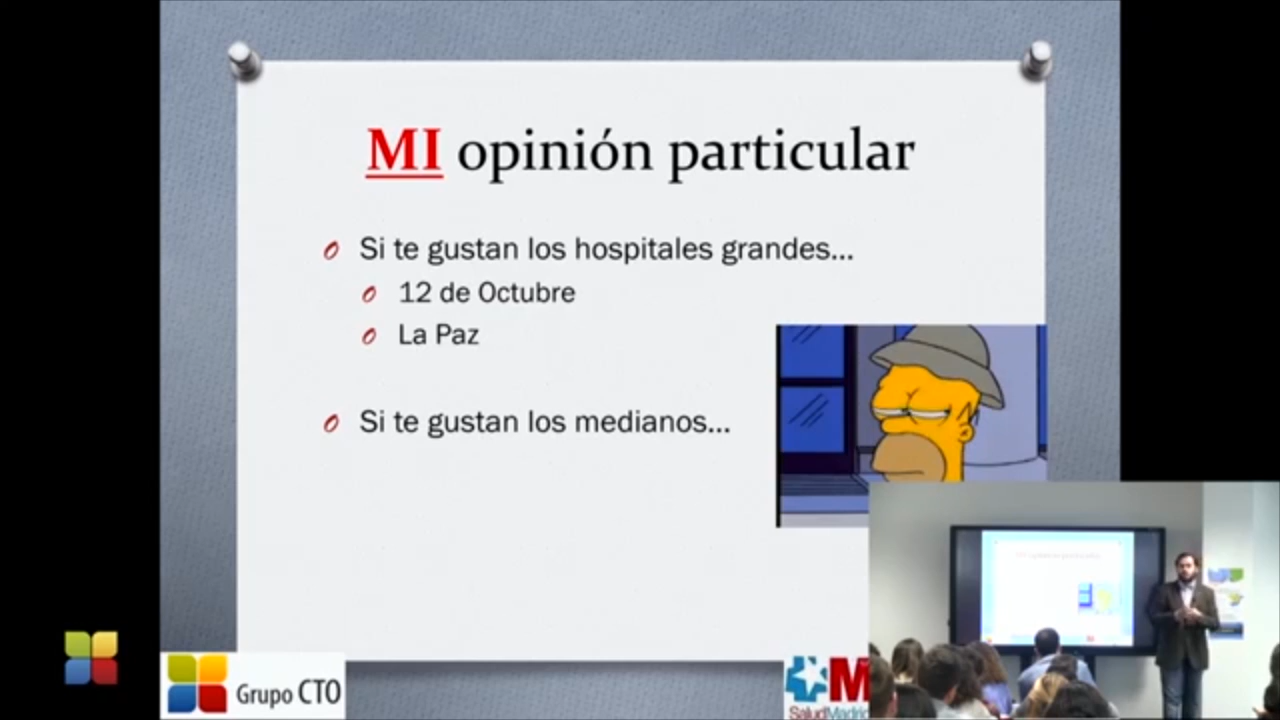 MI opinión particular
Si te gustan los hospitales grandes...
12 de Octubre
La Paz
Si te gustan los medianos...
Grupo CTO
M
SaludMadrid